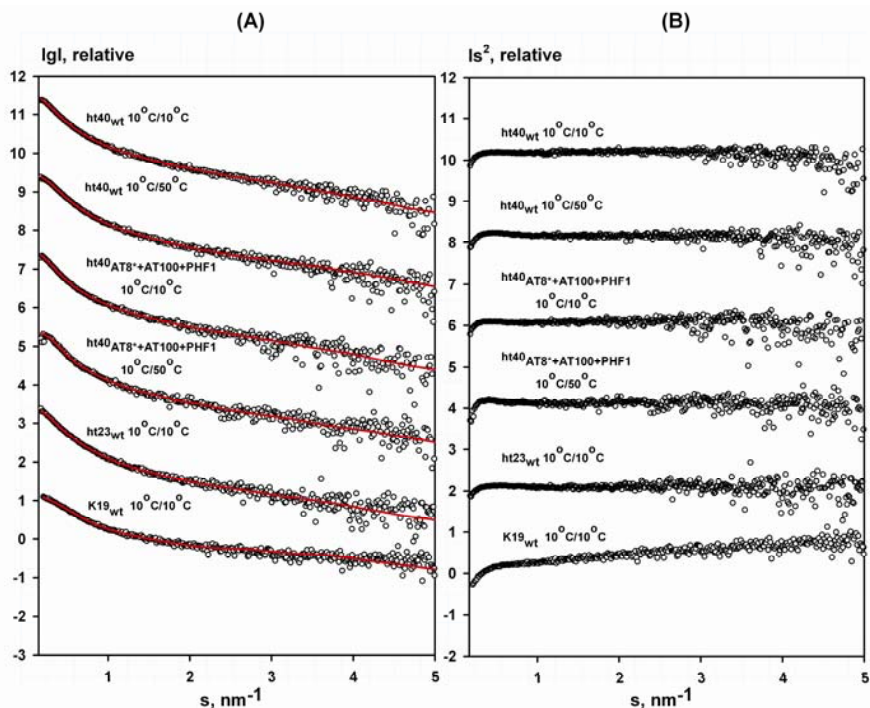 (A)
lgI, relative
12
11
10
9
8
7
6
5
4
3
2
1
0
-1
-2
-3
ht40wt 10°C/10°C
ht40wt 10°C/50°C
ht40AT8*+AT100+PHF1
10°C/10°C
ht40AT8*+AT100+PHF1
10°C/50°C
ht23wt 10°C/10°C
K19wt 10°C/10°C
1 2 3 4 5
s, nm⁻¹
(B)
Is², relative
12
11
10
9
8
7
6
5
4
3
2
1
0
-1
-2
ht40wt 10°C/10°C
ht40wt 10°C/50°C
ht40AT8*+AT100+PHF1
10°C/10°C
ht40AT8*+AT100+PHF1
10°C/50°C
ht23wt 10°C/10°C
K19wt 10°C/10°C
1 2 3 4 5
s, nm⁻¹